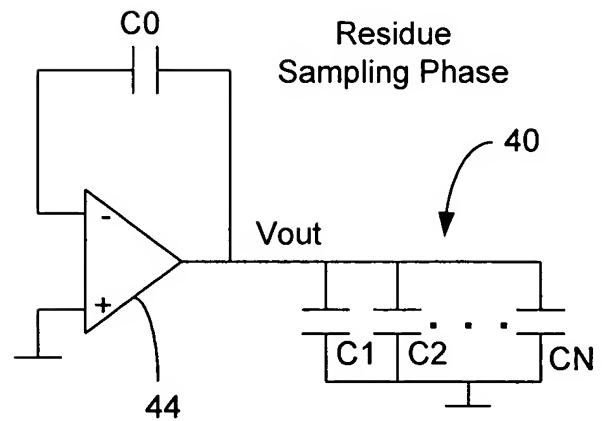 C0
Residue
Sampling Phase
40
-
Vout
+
. . .
C1
C2
CN
44